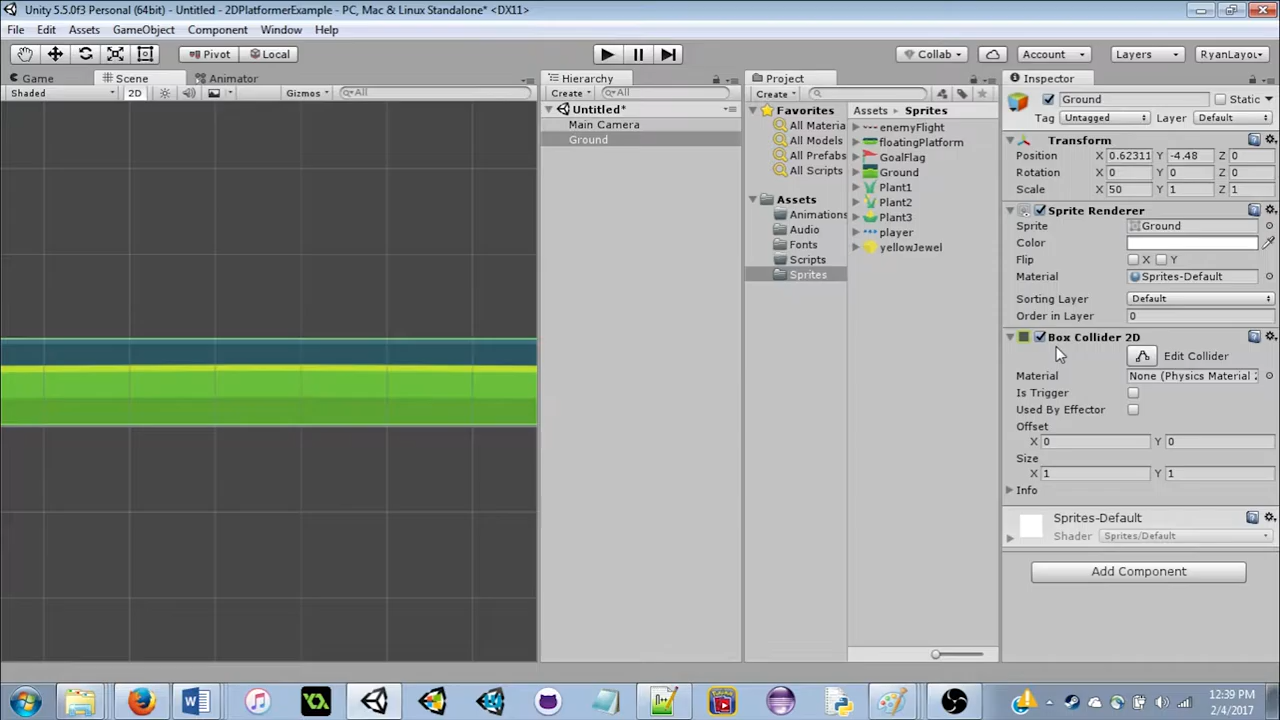 Unity 5.5.0f3 Personal (64bit) - Untitled - 2DPlatformerExample - PC, Mac & Linux Standalone* <DX11>
File Edit Assets GameObject Component Window Help
Pivot Local Collab Account Layers RyanLayou
Game Scene Animator Hierarchy Project Inspector
Shaded 2D Gizmos All Create All Create
Ground Static
Tag Untagged Layer Default
Untitled*
Main Camera
Ground
Favorites
All Materia
All Models
All Prefabs
All Scripts
Assets
Animations
Audio
Fonts
Scripts
Sprites
Assets Sprites
enemyFlight
floatingPlatform
GoalFlag
Ground
Plant1
Plant2
Plant3
player
yellowJewel
Transform
Position X 0.62311 Y -4.48 Z 0
Rotation X 0 Y 0 Z 0
Scale X 50 Y 1 Z 1
Sprite Renderer
Sprite Ground
Color
Flip X Y
Material Sprites-Default
Sorting Layer Default
Order in Layer 0
Box Collider 2D
Edit Collider
Material None (Physics Material 2
Is Trigger
Used By Effector
Offset
X 0 Y 0
Size
X 1 Y 1
Info
Sprites-Default
Shader Sprites/Default
Add Component
12:39 PM
2/4/2017